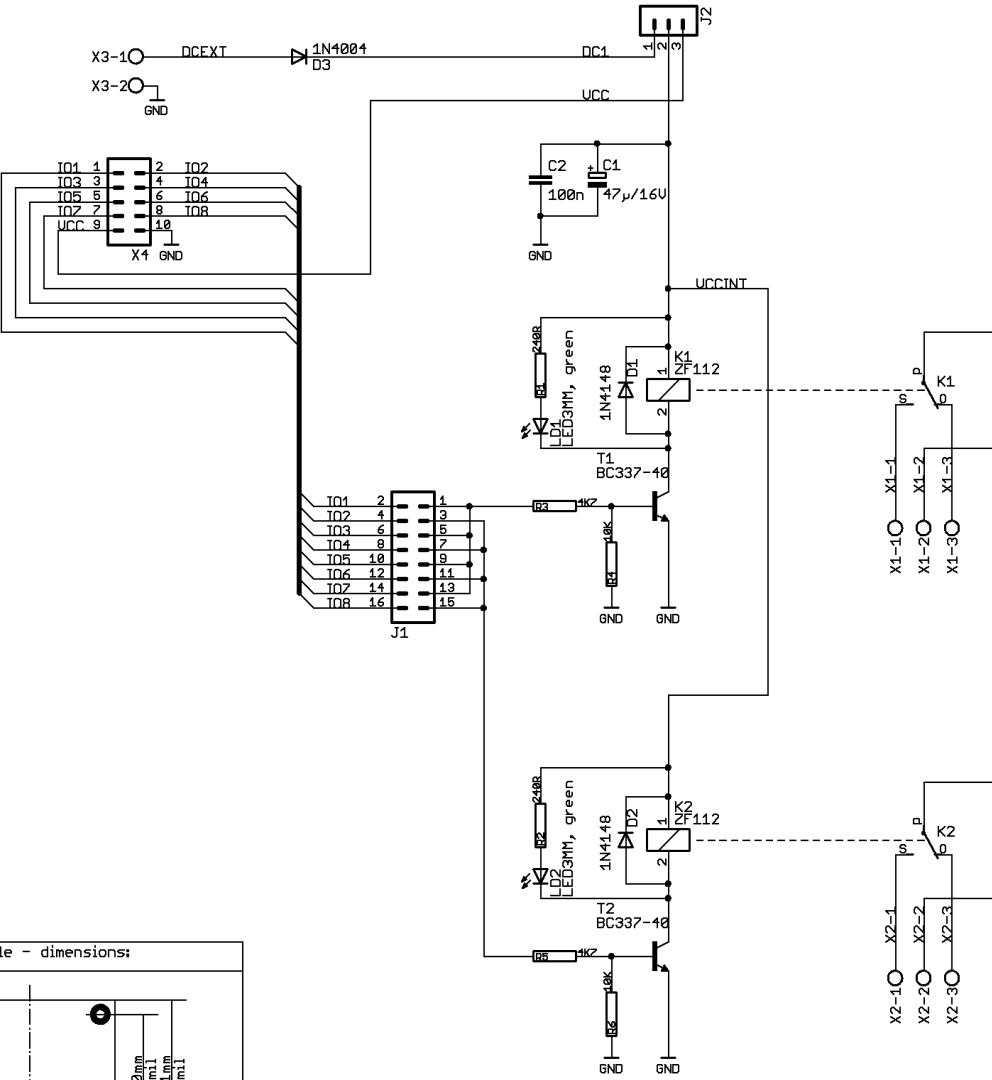 J2
1 2 3
X3-1 DCEXT 1N4004 DC1
D3
X3-2
GND
VCC
IO1 1 2 IO2
IO3 3 4 IO4
IO5 5 6 IO6
IO7 7 8 IO8
VCC 9 10
X4 GND
C2 C1
100n + 47µ/16V
GND
VCCINT
240R
R1
LD1
LED3MM, green
1N4148
D1
K1
ZF112
1
2
T1
BC337-40
P
K1
S O
X1-1 X1-2 X1-3
X1-1 X1-2 X1-3
IO1 2 1
IO2 4 3
IO3 6 5
IO4 8 7
IO5 10 9
IO6 12 11
IO7 14 13
IO8 16 15
J1
R3 4K7
10K
R4
GND GND
240R
R2
LD2
LED3MM, green
1N4148
D2
K2
ZF112
1
2
T2
BC337-40
P
K2
S O
X2-1 X2-2 X2-3
X2-1 X2-2 X2-3
R5 4K7
10K
R6
GND GND
le - dimensions: